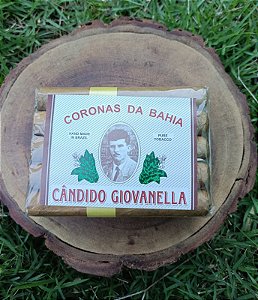 CORONAS DA BAHIA
HAND MADE
IN BRAZIL
PURE
TOBACCO
CÂNDIDO GIOVANELLA